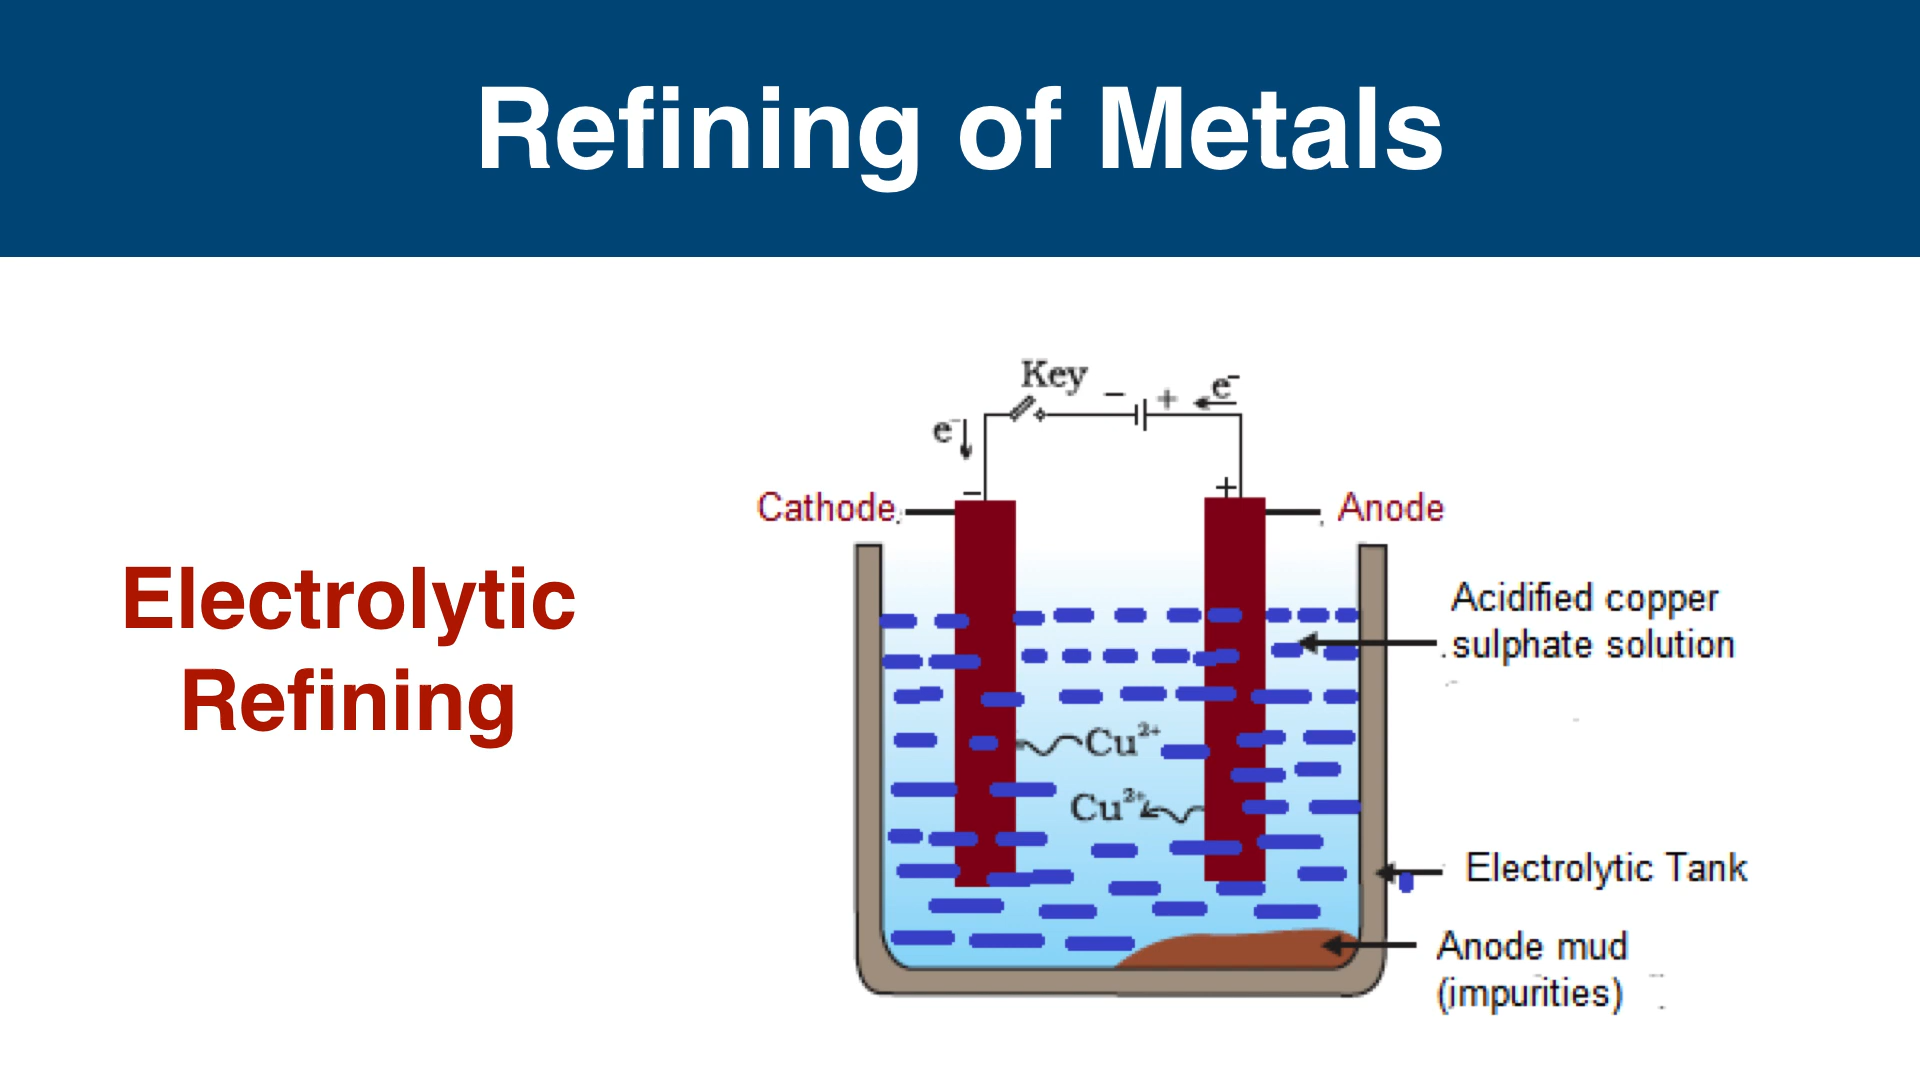 Refining of Metals
Electrolytic
Refining
Key
− + e⁻
e⁻
− +
Cathode
Anode
Acidified copper
sulphate solution
Cu²⁺
Cu²⁺
Electrolytic Tank
Anode mud
(impurities)